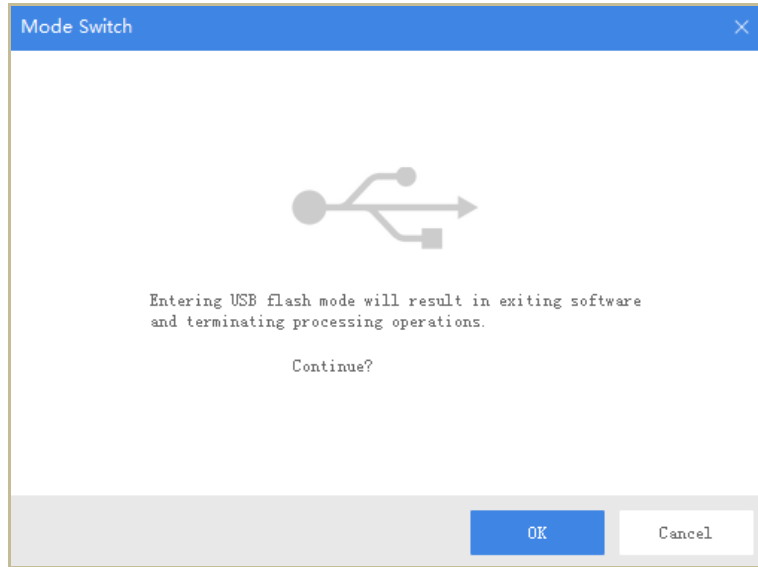 Mode Switch
Entering USB flash mode will result in exiting software
and terminating processing operations.
Continue?
OK
Cancel